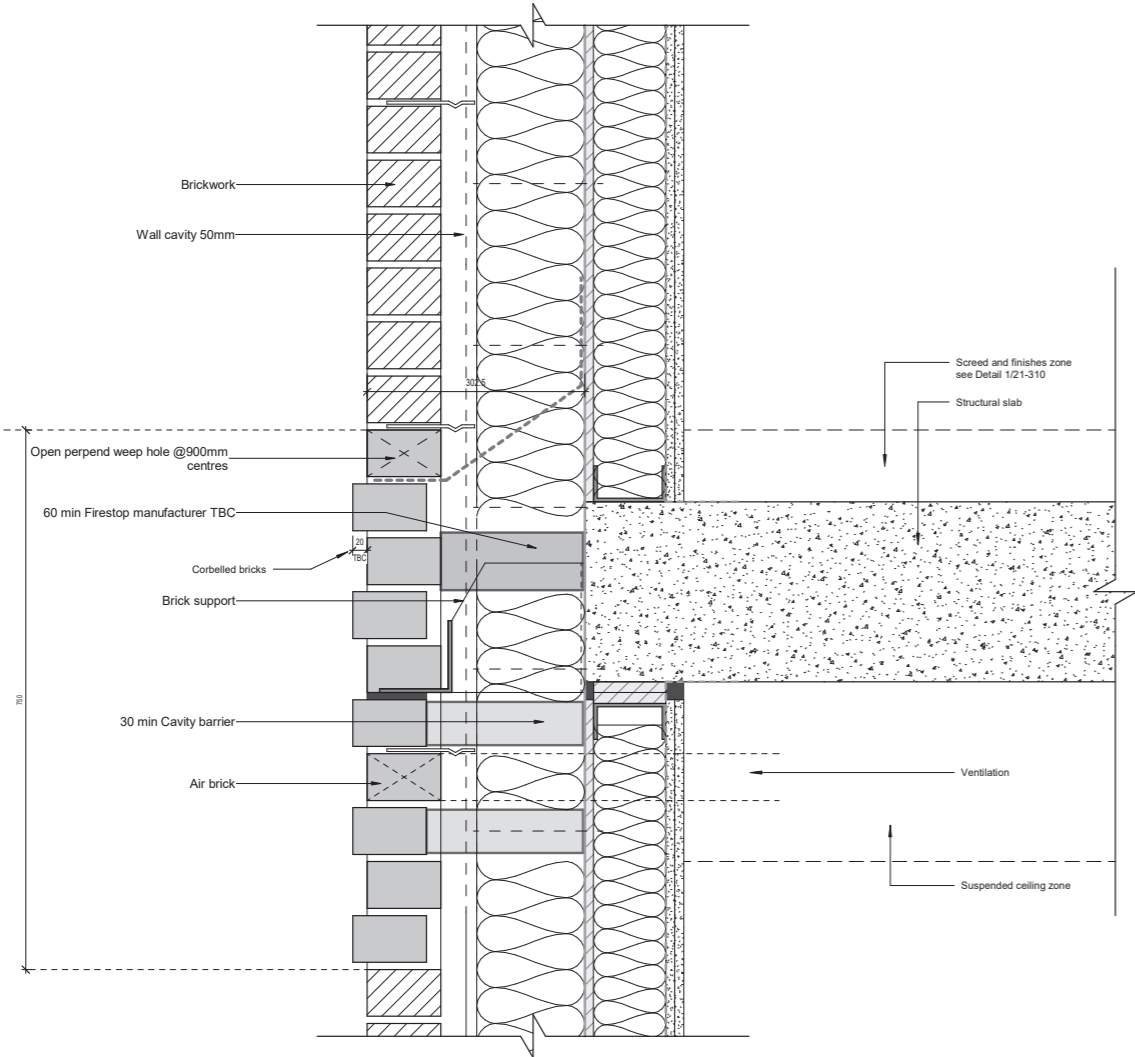 Brickwork
Wall cavity 50mm
302.5
Screed and finishes zone
see Detail 1/21-310
Structural slab
Open perpend weep hole @900mm
centres
60 min Firestop manufacturer TBC
20
TBC
Corbelled bricks
Brick support
750
30 min Cavity barrier
Air brick
Ventilation
Suspended ceiling zone